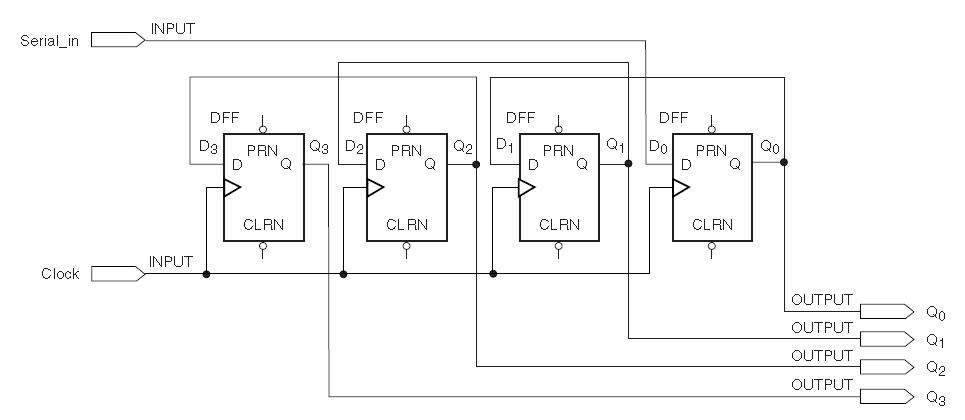 INPUT
Serial_in
DFF DFF DFF DFF
D3 PRN Q3 D2 PRN Q2 D1 PRN Q1 D0 PRN Q0
D Q D Q D Q D Q
CLRN CLRN CLRN CLRN
INPUT
Clock
OUTPUT Q0
OUTPUT Q1
OUTPUT Q2
OUTPUT Q3